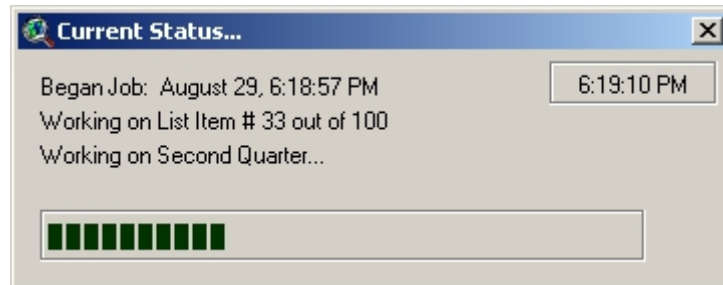 Current Status...
Began Job: August 29, 6:18:57 PM
6:19:10 PM
Working on List Item # 33 out of 100
Working on Second Quarter...